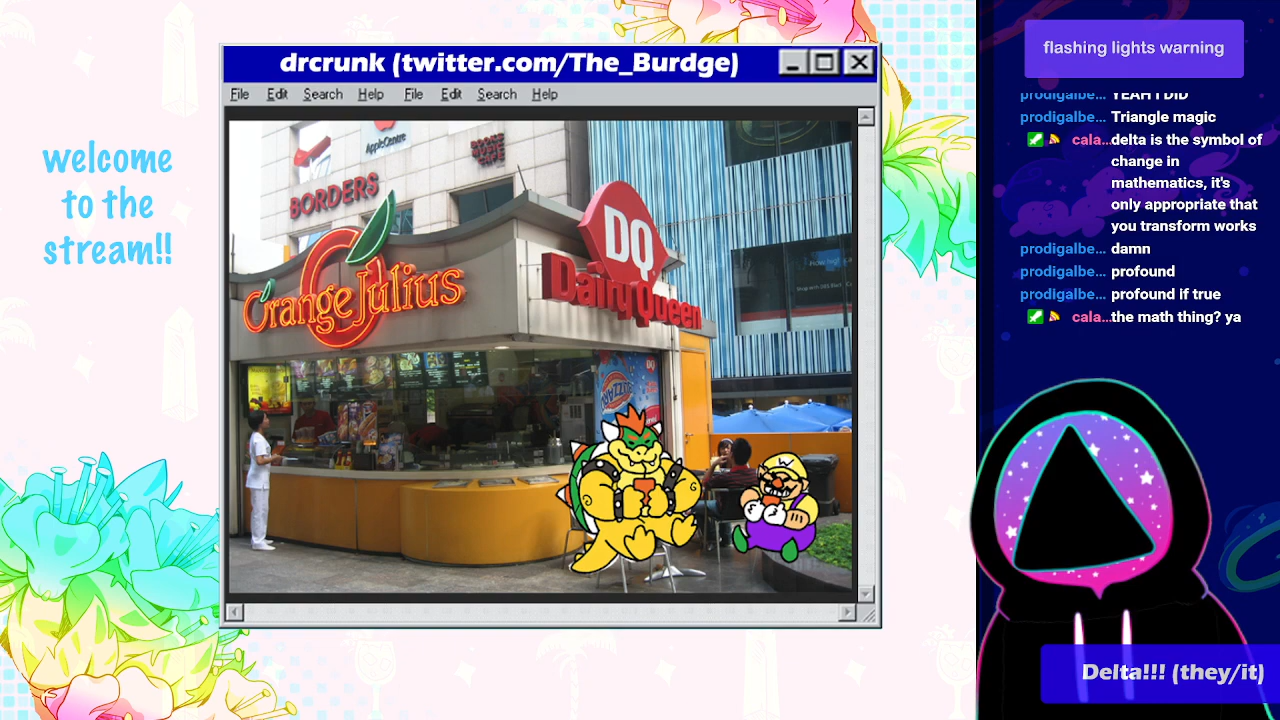 drcrunk (twitter.com/The_Burdge)
File Edit Search Help File Edit Search Help
welcome
to the
stream!!
AppleCentre
BORDERS
Orange Julius
DQ
Dairy Queen
DQ
BLIZZARD
flashing lights warning
prodigalbe... YEAH I DID
prodigalbe... Triangle magic
cala...delta is the symbol of
change in
mathematics, it's
only appropriate that
you transform works
prodigalbe... damn
prodigalbe... profound
prodigalbe... profound if true
cala...the math thing? ya
Delta!!! (they/it)